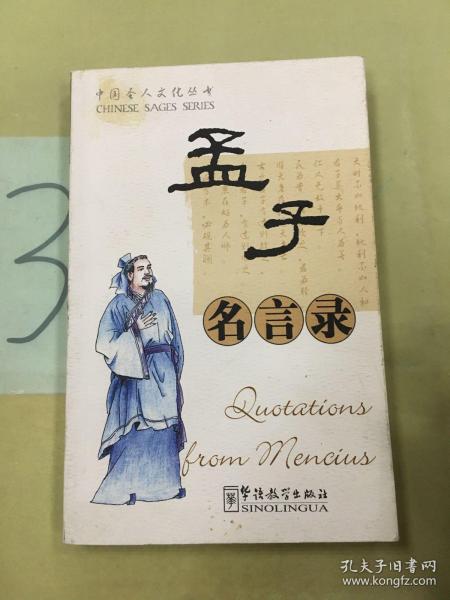 中国圣人文化丛书
CHINESE SAGES SERIES
孟子
名言录
Quotations
from Mencius
华语教学出版社
SINOLINGUA
3
孔夫子旧书网
www.kongfz.com